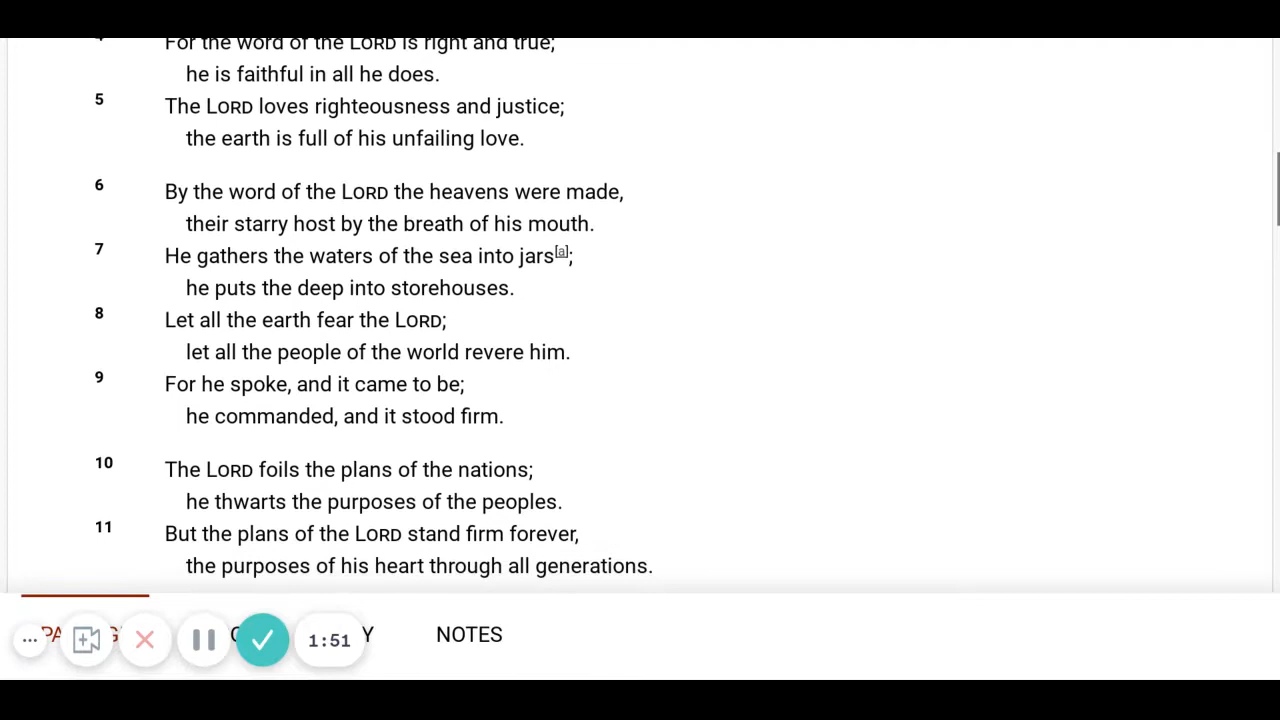 4 For the word of the LORD is right and true;
he is faithful in all he does.
5 The LORD loves righteousness and justice;
the earth is full of his unfailing love.
6 By the word of the LORD the heavens were made,
their starry host by the breath of his mouth.
7 He gathers the waters of the sea into jars[a];
he puts the deep into storehouses.
8 Let all the earth fear the LORD;
let all the people of the world revere him.
9 For he spoke, and it came to be;
he commanded, and it stood firm.
10 The LORD foils the plans of the nations;
he thwarts the purposes of the peoples.
11 But the plans of the LORD stand firm forever,
the purposes of his heart through all generations.
1:51 NOTES